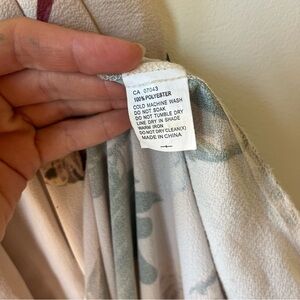 CA 07043
100%POLYESTER
COLD MACHINE WASH
DO NOT SOAK
DO NOT TUMBLE DRY
LINE DRY IN SHADE
WARM IRON
DO NOT DRY CLEAN(X)
MADE IN CHINA